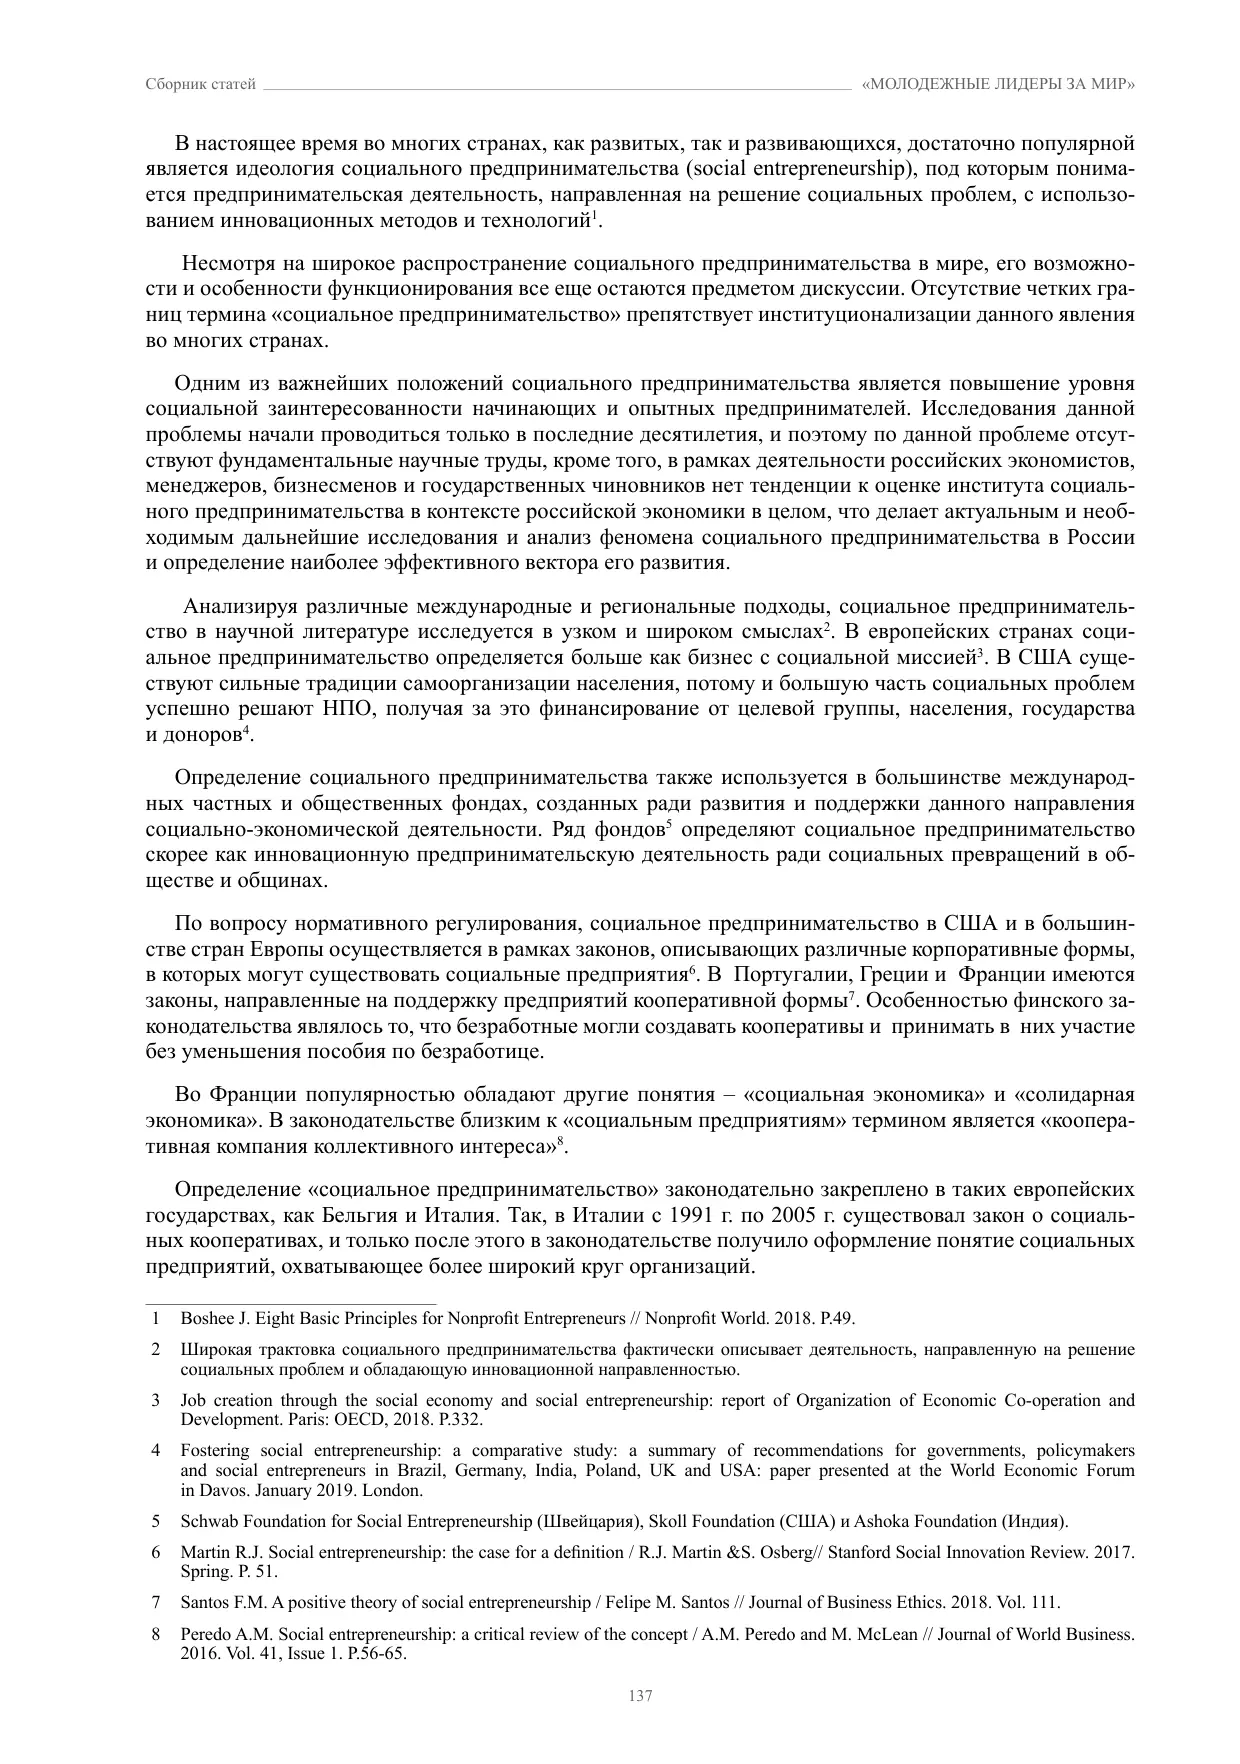 Сборник статей «МОЛОДЕЖНЫЕ ЛИДЕРЫ ЗА МИР»
В настоящее время во многих странах, как развитых, так и развивающихся, достаточно популярной
является идеология социального предпринимательства (social entrepreneurship), под которым понима-
ется предпринимательская деятельность, направленная на решение социальных проблем, с использо-
ванием инновационных методов и технологий1.
Несмотря на широкое распространение социального предпринимательства в мире, его возможно-
сти и особенности функционирования все еще остаются предметом дискуссии. Отсутствие четких гра-
ниц термина «социальное предпринимательство» препятствует институционализации данного явления
во многих странах.
Одним из важнейших положений социального предпринимательства является повышение уровня
социальной заинтересованности начинающих и опытных предпринимателей. Исследования данной
проблемы начали проводиться только в последние десятилетия, и поэтому по данной проблеме отсут-
ствуют фундаментальные научные труды, кроме того, в рамках деятельности российских экономистов,
менеджеров, бизнесменов и государственных чиновников нет тенденции к оценке института социаль-
ного предпринимательства в контексте российской экономики в целом, что делает актуальным и необ-
ходимым дальнейшие исследования и анализ феномена социального предпринимательства в России
и определение наиболее эффективного вектора его развития.
Анализируя различные международные и региональные подходы, социальное предприниматель-
ство в научной литературе исследуется в узком и широком смыслах2. В европейских странах соци-
альное предпринимательство определяется больше как бизнес с социальной миссией3. В США суще-
ствуют сильные традиции самоорганизации населения, потому и большую часть социальных проблем
успешно решают НПО, получая за это финансирование от целевой группы, населения, государства
и доноров4.
Определение социального предпринимательства также используется в большинстве международ-
ных частных и общественных фондах, созданных ради развития и поддержки данного направления
социально-экономической деятельности. Ряд фондов5 определяют социальное предпринимательство
скорее как инновационную предпринимательскую деятельность ради социальных превращений в об-
ществе и общинах.
По вопросу нормативного регулирования, социальное предпринимательство в США и в большин-
стве стран Европы осуществляется в рамках законов, описывающих различные корпоративные формы,
в которых могут существовать социальные предприятия6. В Португалии, Греции и Франции имеются
законы, направленные на поддержку предприятий кооперативной формы7. Особенностью финского за-
конодательства являлось то, что безработные могли создавать кооперативы и принимать в них участие
без уменьшения пособия по безработице.
Во Франции популярностью обладают другие понятия – «социальная экономика» и «солидарная
экономика». В законодательстве близким к «социальным предприятиям» термином является «коопера-
тивная компания коллективного интереса»8.
Определение «социальное предпринимательство» законодательно закреплено в таких европейских
государствах, как Бельгия и Италия. Так, в Италии с 1991 г. по 2005 г. существовал закон о социаль-
ных кооперативах, и только после этого в законодательстве получило оформление понятие социальных
предприятий, охватывающее более широкий круг организаций.
1 Boshee J. Eight Basic Principles for Nonprofit Entrepreneurs // Nonprofit World. 2018. P.49.
2 Широкая трактовка социального предпринимательства фактически описывает деятельность, направленную на решение
социальных проблем и обладающую инновационной направленностью.
3 Job creation through the social economy and social entrepreneurship: report of Organization of Economic Co-operation and
Development. Paris: OECD, 2018. P.332.
4 Fostering social entrepreneurship: a comparative study: a summary of recommendations for governments, policymakers
and social entrepreneurs in Brazil, Germany, India, Poland, UK and USA: paper presented at the World Economic Forum
in Davos. January 2019. London.
5 Schwab Foundation for Social Entrepreneurship (Швейцария), Skoll Foundation (США) и Ashoka Foundation (Индия).
6 Martin R.J. Social entrepreneurship: the case for a definition / R.J. Martin &S. Osberg// Stanford Social Innovation Review. 2017.
Spring. P. 51.
7 Santos F.M. A positive theory of social entrepreneurship / Felipe M. Santos // Journal of Business Ethics. 2018. Vol. 111.
8 Peredo A.M. Social entrepreneurship: a critical review of the concept / A.M. Peredo and M. McLean // Journal of World Business.
2016. Vol. 41, Issue 1. P.56-65.
137